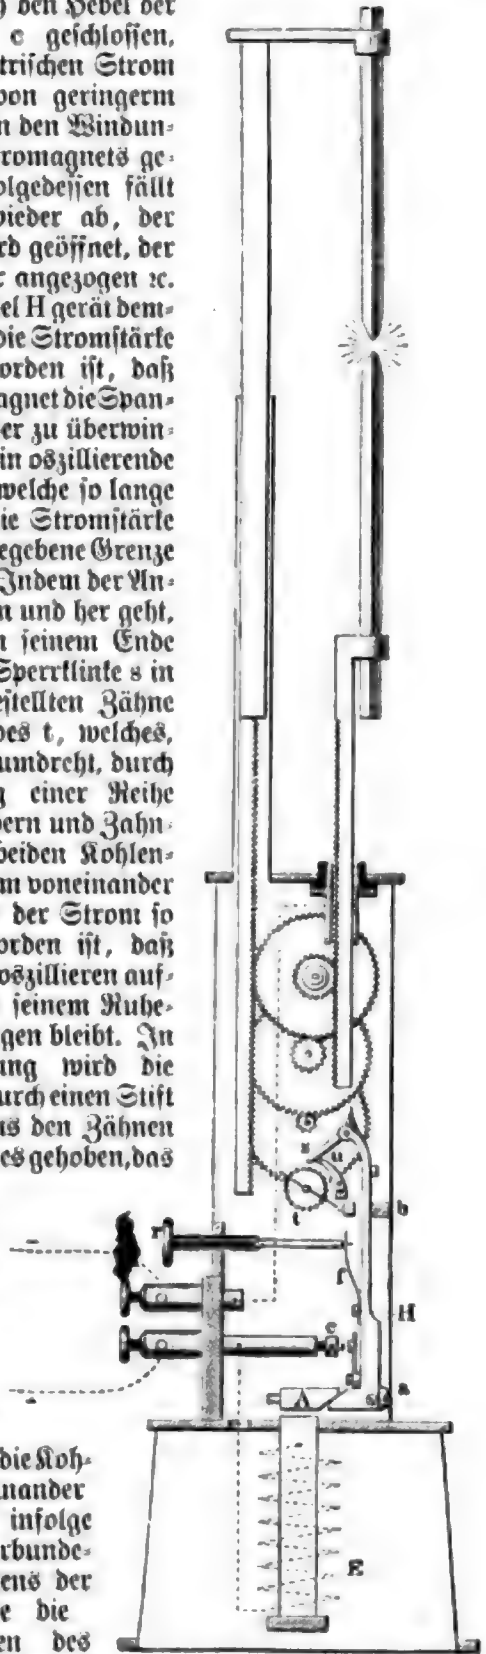 den Hebel der
c geschlossen,
trischen Strom
von geringerm
n den Windun-
romagnets ge-
olgedessen fällt
wieder ab, der
rd geöffnet, der
r angezogen ꝛc.
el H gerät dem-
die Stromstärke
orden ist, daß
agnet die Span-
er zu überwin-
in oszillierende
welche so lange
ie Stromstärke
egebene Grenze
Indem der An-
n und her geht,
n seinem Ende
Sperrklinke s in
estellten Zähne
des t, welches,
umdreht, durch
g einer Reihe
dern und Zahn-
beiden Kohlen-
m voneinander
der Strom so
orden ist, daß
oszillieren auf-
seinem Ruhe-
gen bleibt. In
ung wird die
durch einen Stift
us den Zähnen
es gehoben, das
x
u
s
t
b
r
f
H
c
a
A
E
die Koh-
nander
infolge
rbunde-
ens der
e die
en des